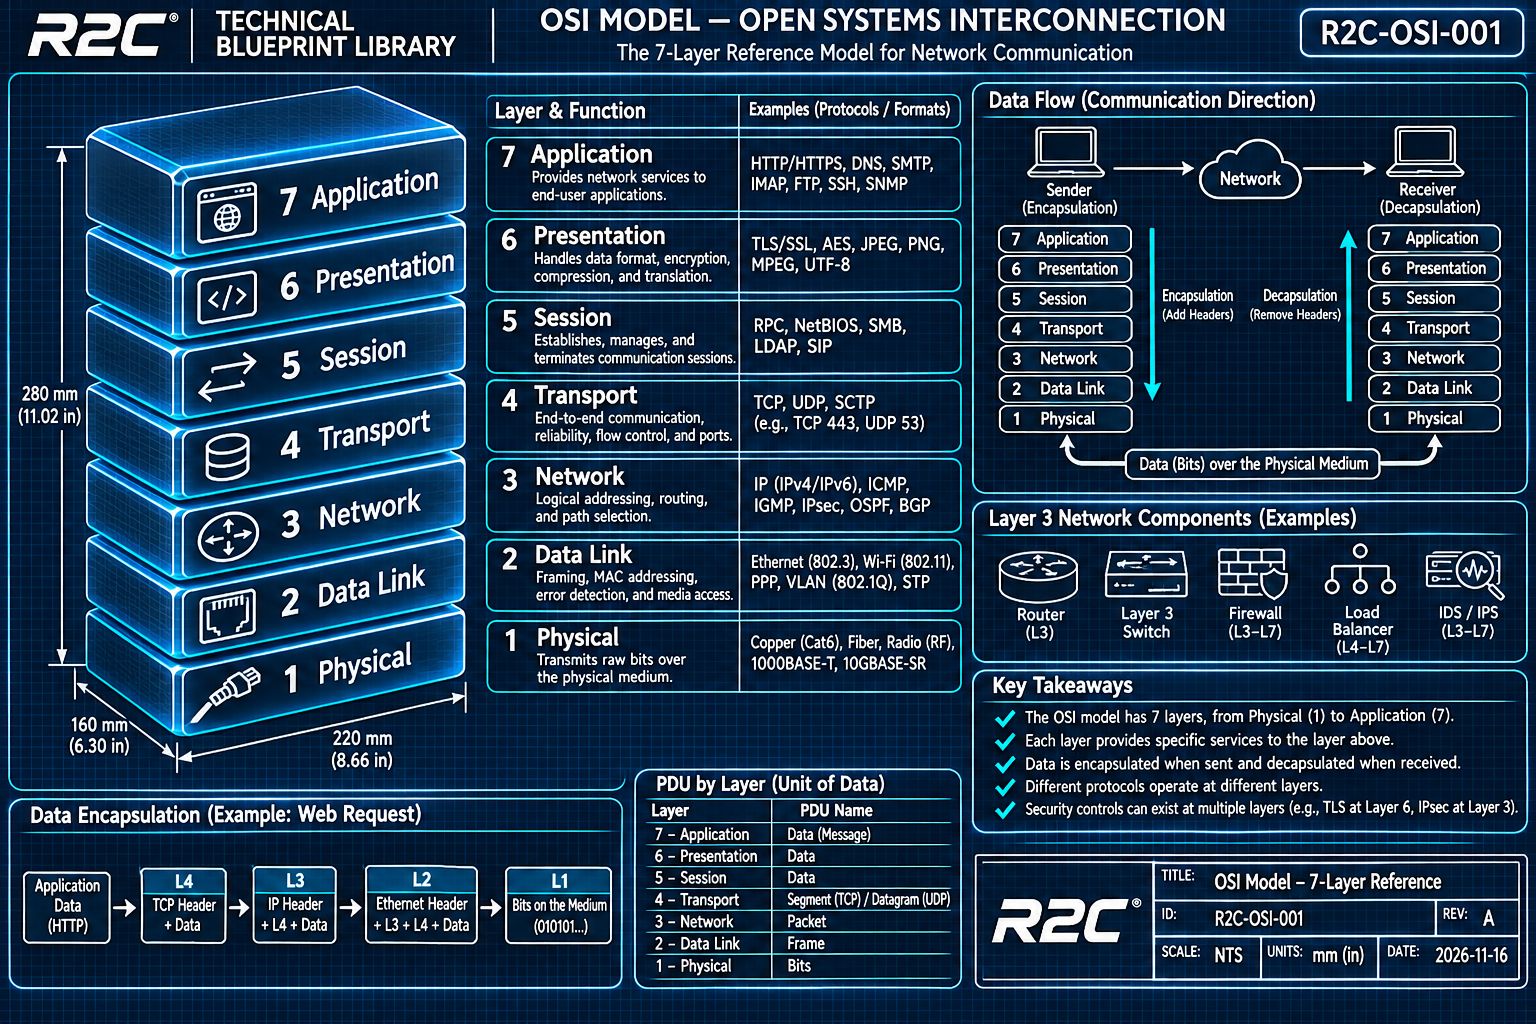 R2C®
TECHNICAL
BLUEPRINT LIBRARY
OSI MODEL — OPEN SYSTEMS INTERCONNECTION
The 7-Layer Reference Model for Network Communication
R2C-OSI-001
7 Application
6 Presentation
</>
5 Session
4 Transport
3 Network
2 Data Link
1 Physical
280 mm
(11.02 in)
160 mm
(6.30 in)
220 mm
(8.66 in)
Layer & Function
Examples (Protocols / Formats)
7 Application
Provides network services to
end-user applications.
HTTP/HTTPS, DNS, SMTP,
IMAP, FTP, SSH, SNMP
6 Presentation
Handles data format, encryption,
compression, and translation.
TLS/SSL, AES, JPEG, PNG,
MPEG, UTF-8
5 Session
Establishes, manages, and
terminates communication sessions.
RPC, NetBIOS, SMB,
LDAP, SIP
4 Transport
End-to-end communication,
reliability, flow control, and ports.
TCP, UDP, SCTP
(e.g., TCP 443, UDP 53)
3 Network
Logical addressing, routing,
and path selection.
IP (IPv4/IPv6), ICMP,
IGMP, IPsec, OSPF, BGP
2 Data Link
Framing, MAC addressing,
error detection, and media access.
Ethernet (802.3), Wi-Fi (802.11),
PPP, VLAN (802.1Q), STP
1 Physical
Transmits raw bits over
the physical medium.
Copper (Cat6), Fiber, Radio (RF),
1000BASE-T, 10GBASE-SR
Data Flow (Communication Direction)
Sender
(Encapsulation)
Network
Receiver
(Decapsulation)
7 Application
6 Presentation
5 Session
4 Transport
3 Network
2 Data Link
1 Physical
Encapsulation
(Add Headers)
Decapsulation
(Remove Headers)
7 Application
6 Presentation
5 Session
4 Transport
3 Network
2 Data Link
1 Physical
Data (Bits) over the Physical Medium
Layer 3 Network Components (Examples)
Router
(L3)
Layer 3
Switch
Firewall
(L3–L7)
Load
Balancer
(L4–L7)
IDS / IPS
(L3–L7)
Key Takeaways
The OSI model has 7 layers, from Physical (1) to Application (7).
Each layer provides specific services to the layer above.
Data is encapsulated when sent and decapsulated when received.
Different protocols operate at different layers.
Security controls can exist at multiple layers (e.g., TLS at Layer 6, IPsec at Layer 3).
Data Encapsulation (Example: Web Request)
Application
Data
(HTTP)
L4
TCP Header
+ Data
L3
IP Header
+ L4 + Data
L2
Ethernet Header
+ L3 + L4 + Data
L1
Bits on the Medium
(010101...)
PDU by Layer (Unit of Data)
Layer PDU Name
7 – Application Data (Message)
6 – Presentation Data
5 – Session Data
4 – Transport Segment (TCP) / Datagram (UDP)
3 – Network Packet
2 – Data Link Frame
1 – Physical Bits
R2C®
TITLE: OSI Model – 7-Layer Reference
ID: R2C-OSI-001
REV: A
SCALE: NTS
UNITS: mm (in)
DATE: 2026-11-16